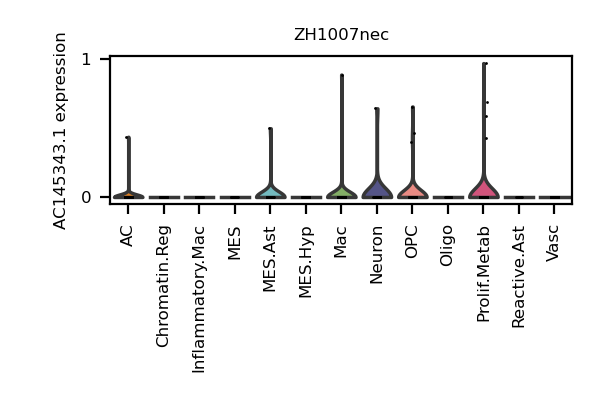 ZH1007nec
AC145343.1 expression
1
0
AC
Chromatin.Reg
Inflammatory.Mac
MES
MES.Ast
MES.Hyp
Mac
Neuron
OPC
Oligo
Prolif.Metab
Reactive.Ast
Vasc